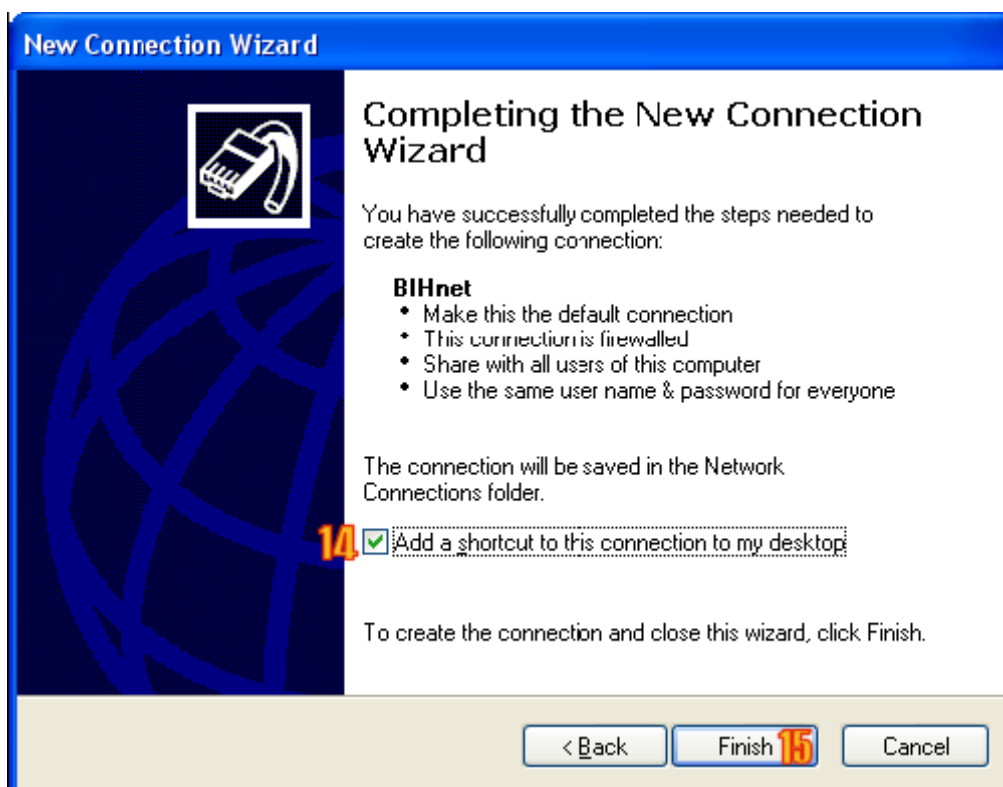 New Connection Wizard
Completing the New Connection
Wizard
You have successfully completed the steps needed to
create the following connection:
BIHnet
• Make this the default connection
• This connection is firewalled
• Share with all users of this computer
• Use the same user name & password for everyone
The connection will be saved in the Network
Connections folder.
14 Add a shortcut to this connection to my desktop
To create the connection and close this wizard, click Finish.
< Back Finish 15 Cancel